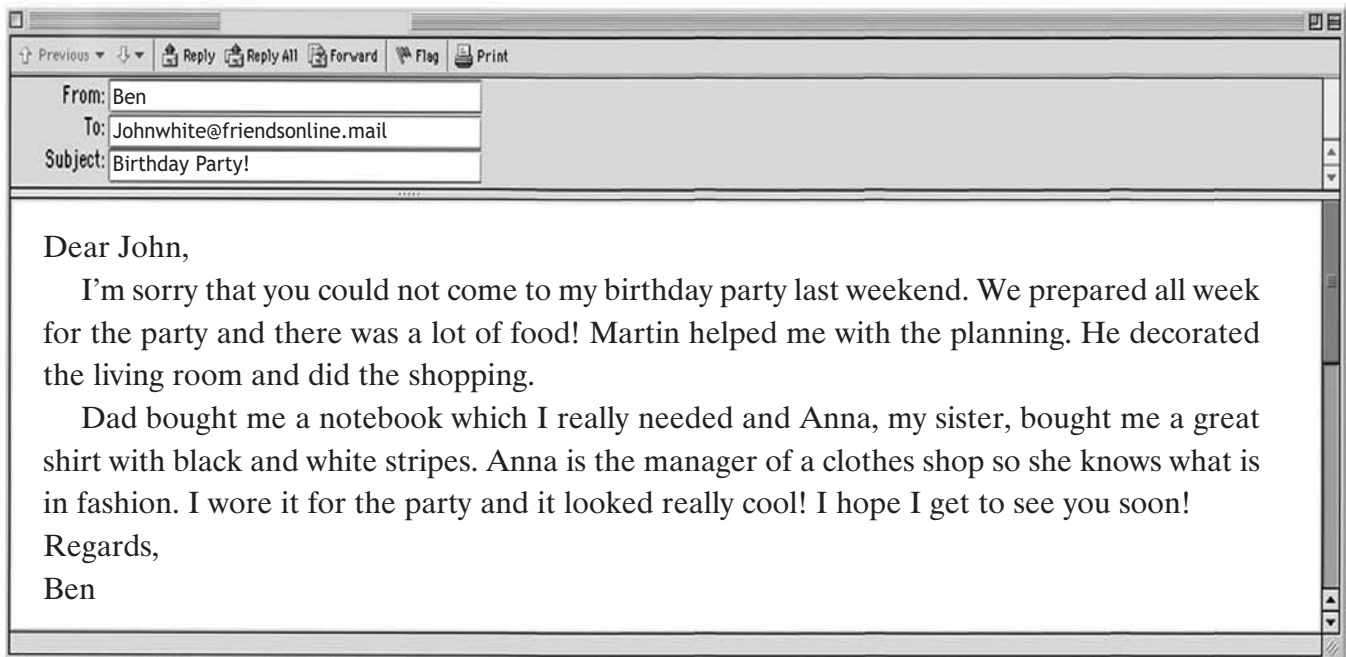 Previous Reply Reply All Forward Flag Print
From: Ben
To: Johnwhite@friendsonline.mail
Subject: Birthday Party!
Dear John,
I’m sorry that you could not come to my birthday party last weekend. We prepared all week
for the party and there was a lot of food! Martin helped me with the planning. He decorated
the living room and did the shopping.
Dad bought me a notebook which I really needed and Anna, my sister, bought me a great
shirt with black and white stripes. Anna is the manager of a clothes shop so she knows what is
in fashion. I wore it for the party and it looked really cool! I hope I get to see you soon!
Regards,
Ben